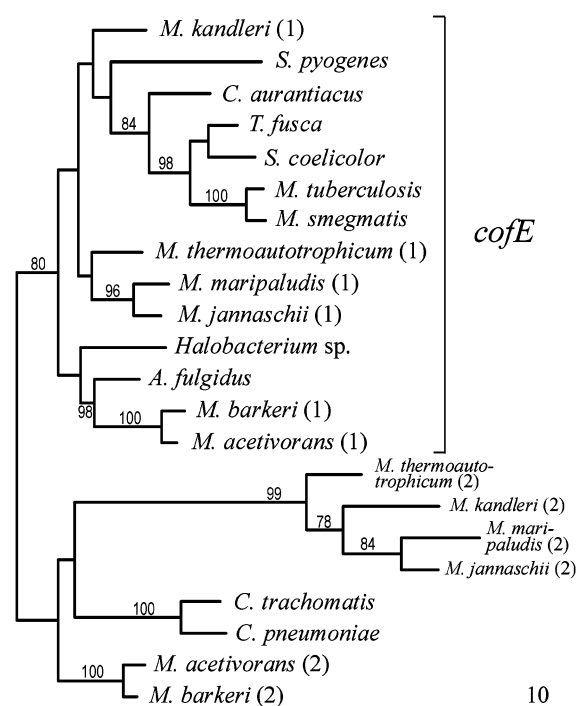 M. kandleri (1)
S. pyogenes
C. aurantiacus
84
T. fusca
98
S. coelicolor
M. tuberculosis
100
M. smegmatis
cofE
M. thermoautotrophicum (1)
80
M. maripaludis (1)
96
M. jannaschii (1)
Halobacterium sp.
A. fulgidus
98
M. barkeri (1)
100
M. acetivorans (1)
M. thermoauto-
trophicum (2)
99
M. kandleri (2)
78
M. mari-
paludis (2)
84
M. jannaschii (2)
C. trachomatis
100
C. pneumoniae
M. acetivorans (2)
100
M. barkeri (2)
10